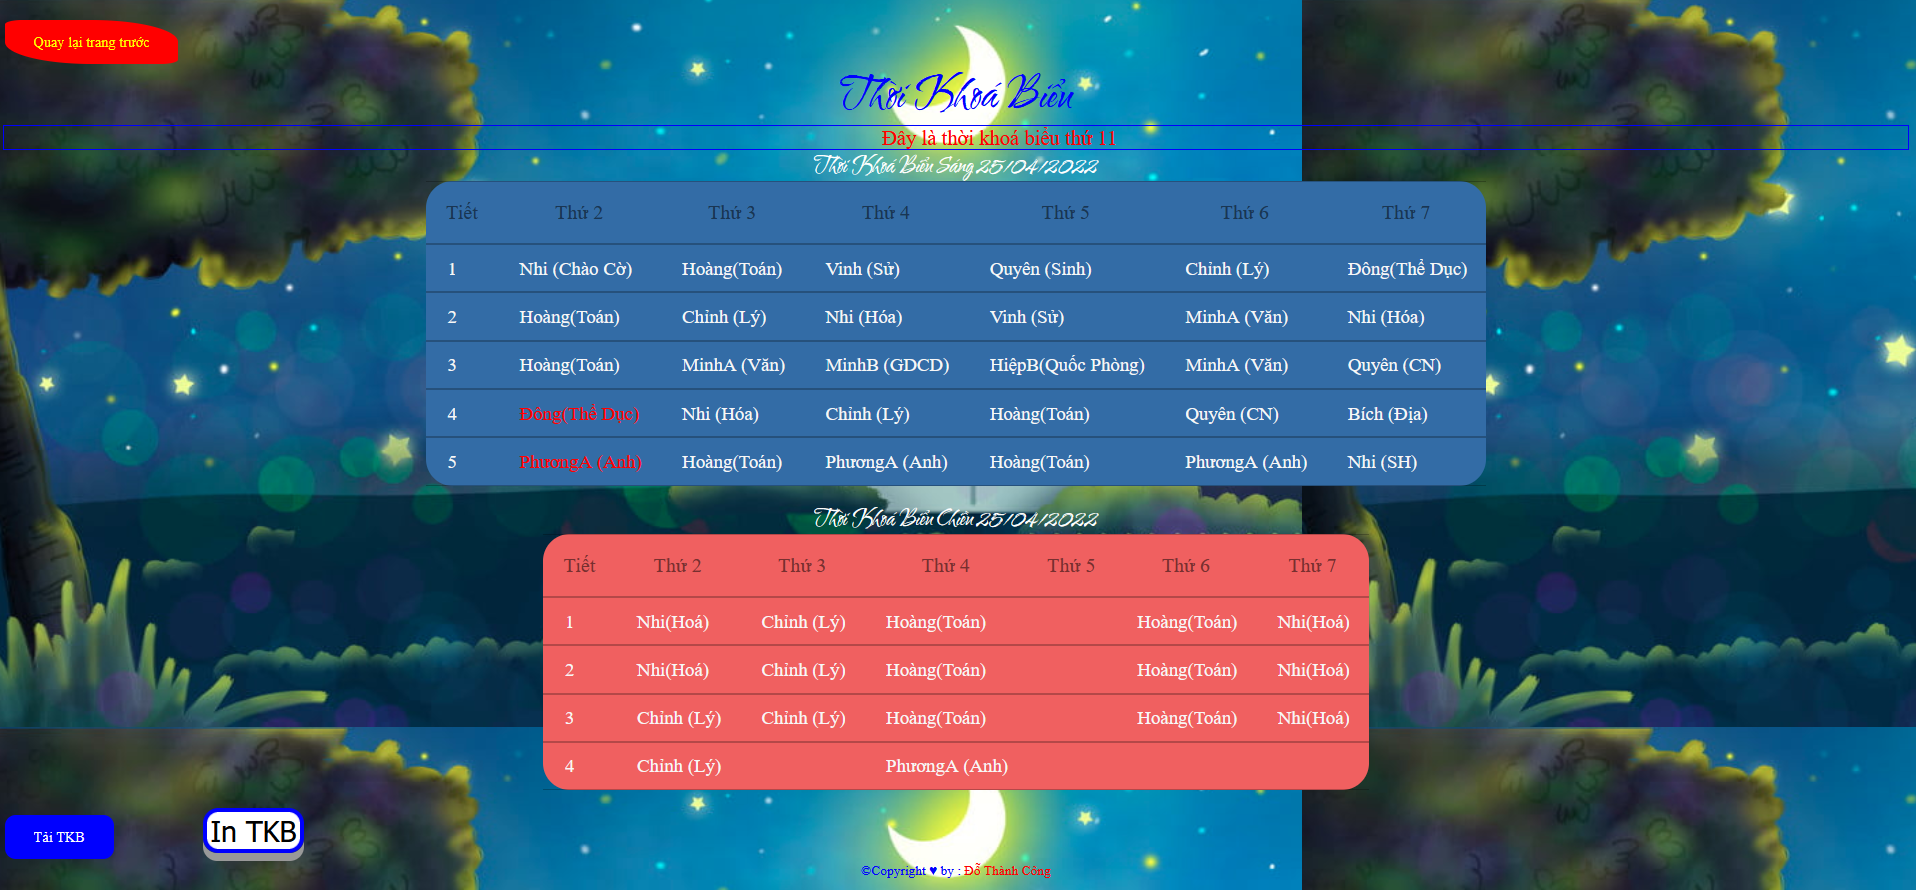 Quay lại trang trước
Thời Khoá Biểu
Đây là thời khoá biểu thứ 11
Thời Khoá Biểu Sáng 25/04/2022
Tiết Thứ 2 Thứ 3 Thứ 4 Thứ 5 Thứ 6 Thứ 7
1 Nhi (Chào Cờ) Hoàng(Toán) Vinh (Sử) Quyên (Sinh) Chinh (Lý) Đông(Thể Dục)
2 Hoàng(Toán) Chinh (Lý) Nhi (Hóa) Vinh (Sử) MinhA (Văn) Nhi (Hóa)
3 Hoàng(Toán) MinhA (Văn) MinhB (GDCD) HiệpB(Quốc Phòng) MinhA (Văn) Quyên (CN)
4 Đông(Thể Dục) Nhi (Hóa) Chinh (Lý) Hoàng(Toán) Quyên (CN) Bích (Địa)
5 PhươngA (Anh) Hoàng(Toán) PhươngA (Anh) Hoàng(Toán) PhươngA (Anh) Nhi (SH)
Thời Khoá Biểu Chiều 25/04/2022
Tiết Thứ 2 Thứ 3 Thứ 4 Thứ 5 Thứ 6 Thứ 7
1 Nhi(Hoá) Chinh (Lý) Hoàng(Toán) Hoàng(Toán) Nhi(Hoá)
2 Nhi(Hoá) Chinh (Lý) Hoàng(Toán) Hoàng(Toán) Nhi(Hoá)
3 Chinh (Lý) Chinh (Lý) Hoàng(Toán) Hoàng(Toán) Nhi(Hoá)
4 Chinh (Lý) PhươngA (Anh)
Tải TKB
In TKB
©Copyright ♥ by : Đỗ Thành Công